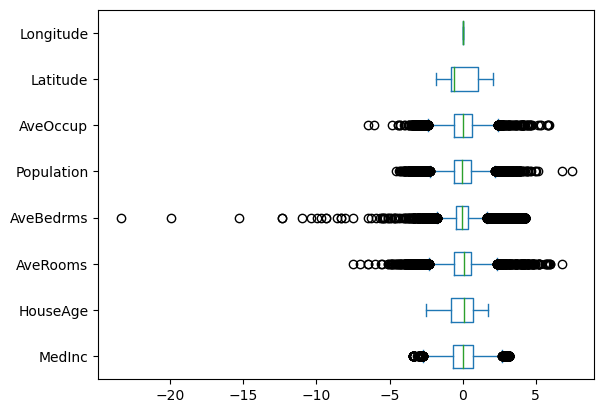 Longitude
Latitude
AveOccup
Population
AveBedrms
AveRooms
HouseAge
MedInc
−20 −15 −10 −5 0 5